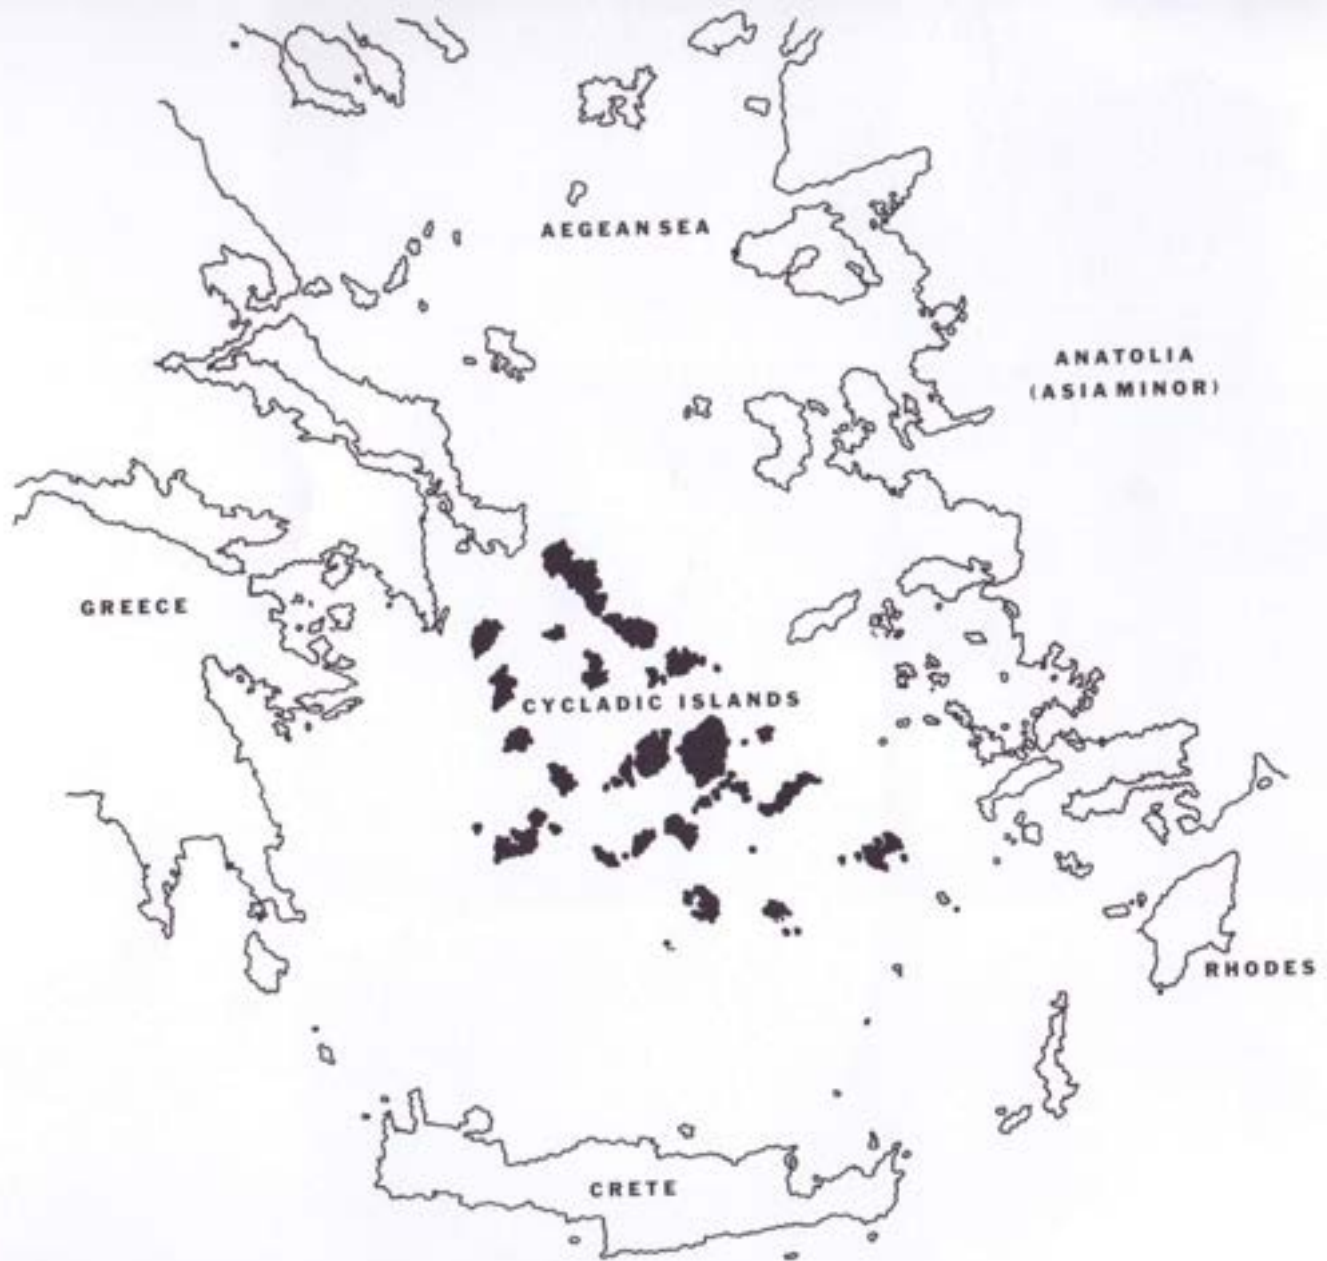 AEGEAN SEA
ANATOLIA
(ASIA MINOR)
GREECE
CYCLADIC ISLANDS
RHODES
CRETE